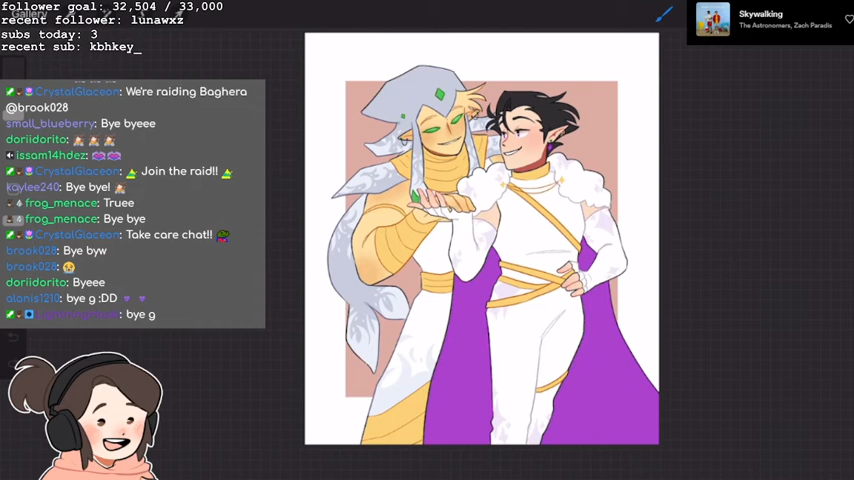 follower goal: 32,504 / 33,000
Gallery
recent follower: lunawxz
subs today: 3
recent sub: kbhkey_
CrystalGlaceon: We're raiding Baghera
@brook028
small_blueberry: Bye byeee
doriidorito:
issam14hdez:
CrystalGlaceon: Join the raid!!
kaylee240: Bye bye!
frog_menace: Truee
frog_menace: Bye bye
CrystalGlaceon: Take care chat!!
brook028: Bye byw
brook028:
doriidorito: Byeee
alanis1210: bye g :DD
: bye g
Skywalking
The Astronomers, Zach Paradis